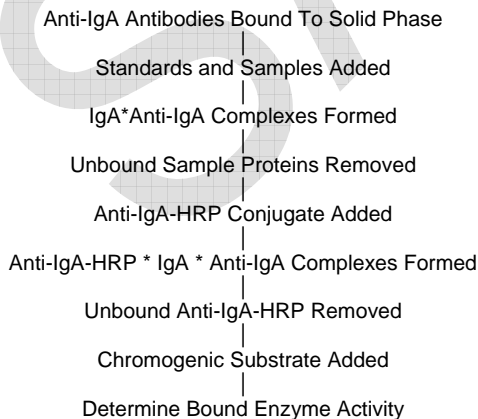 Anti-IgA Antibodies Bound To Solid Phase
Standards and Samples Added
IgA*Anti-IgA Complexes Formed
Unbound Sample Proteins Removed
Anti-IgA-HRP Conjugate Added
Anti-IgA-HRP * IgA * Anti-IgA Complexes Formed
Unbound Anti-IgA-HRP Removed
Chromogenic Substrate Added
Determine Bound Enzyme Activity